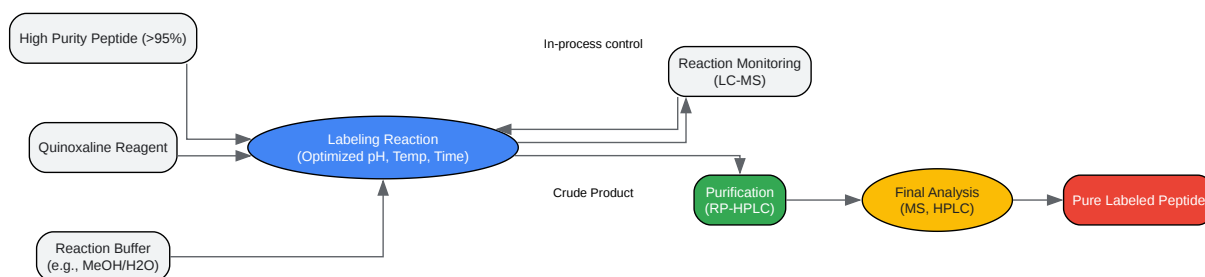 High Purity Peptide (>95%)
In-process control
Reaction Monitoring
(LC-MS)
Quinoxaline Reagent
Labeling Reaction
(Optimized pH, Temp, Time)
Crude Product
Purification
(RP-HPLC)
Final Analysis
(MS, HPLC)
Pure Labeled Peptide
Reaction Buffer
(e.g., MeOH/H2O)